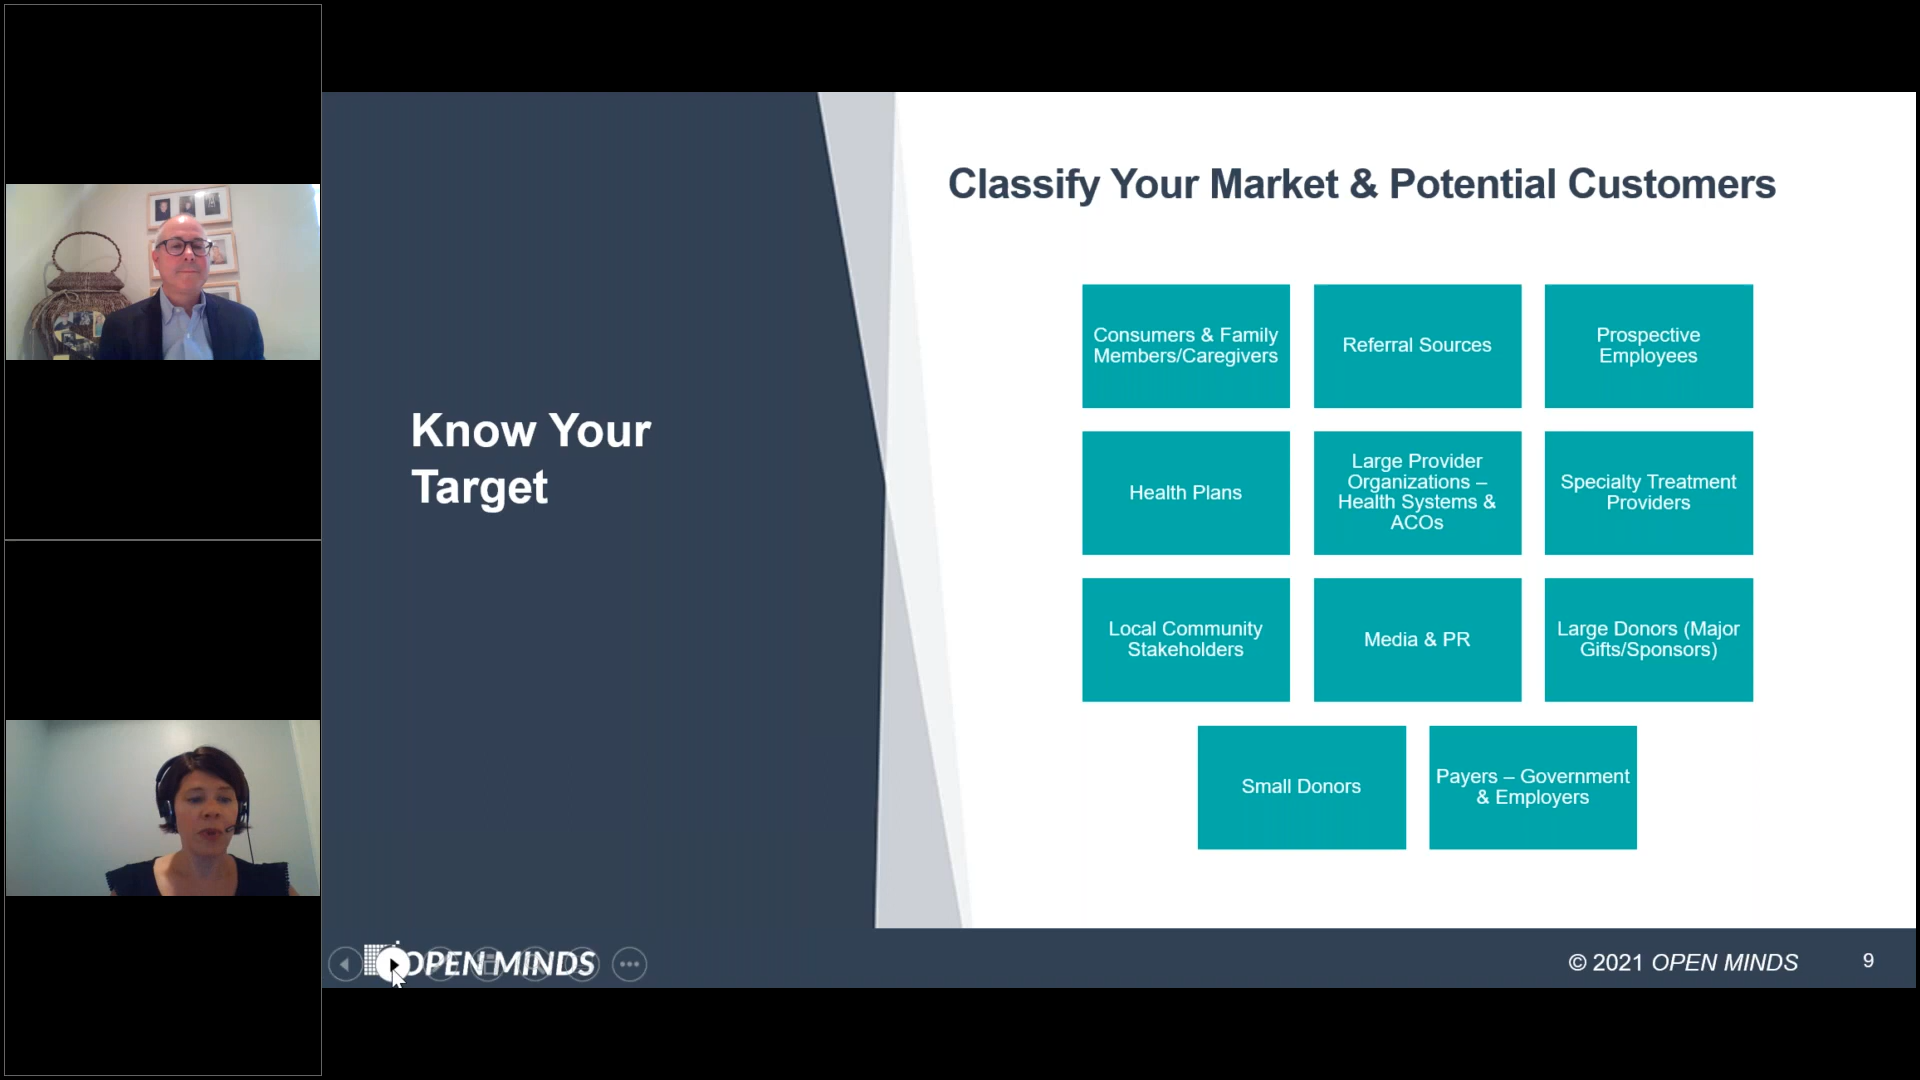 Know Your
Target
Classify Your Market & Potential Customers
Consumers & Family
Members/Caregivers
Referral Sources
Prospective
Employees
Health Plans
Large Provider
Organizations –
Health Systems &
ACOs
Specialty Treatment
Providers
Local Community
Stakeholders
Media & PR
Large Donors (Major
Gifts/Sponsors)
Small Donors
Payers – Government
& Employers
OPEN MINDS
© 2021 OPEN MINDS
9